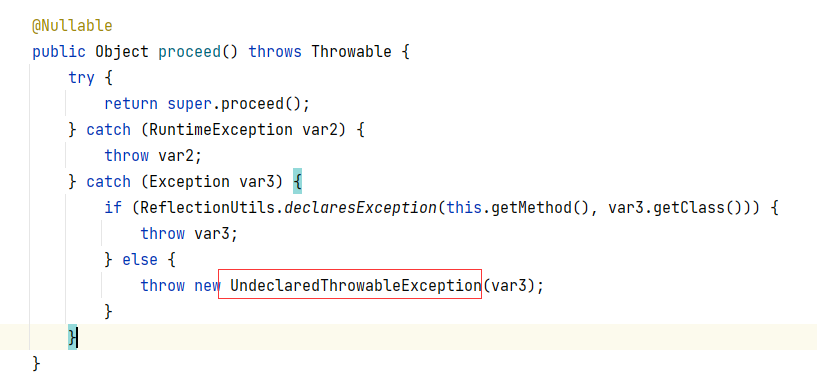 @Nullable
public Object proceed() throws Throwable {
try {
return super.proceed();
} catch (RuntimeException var2) {
throw var2;
} catch (Exception var3) {
if (ReflectionUtils.declaresException(this.getMethod(), var3.getClass())) {
throw var3;
} else {
throw new UndeclaredThrowableException(var3);
}
}
}